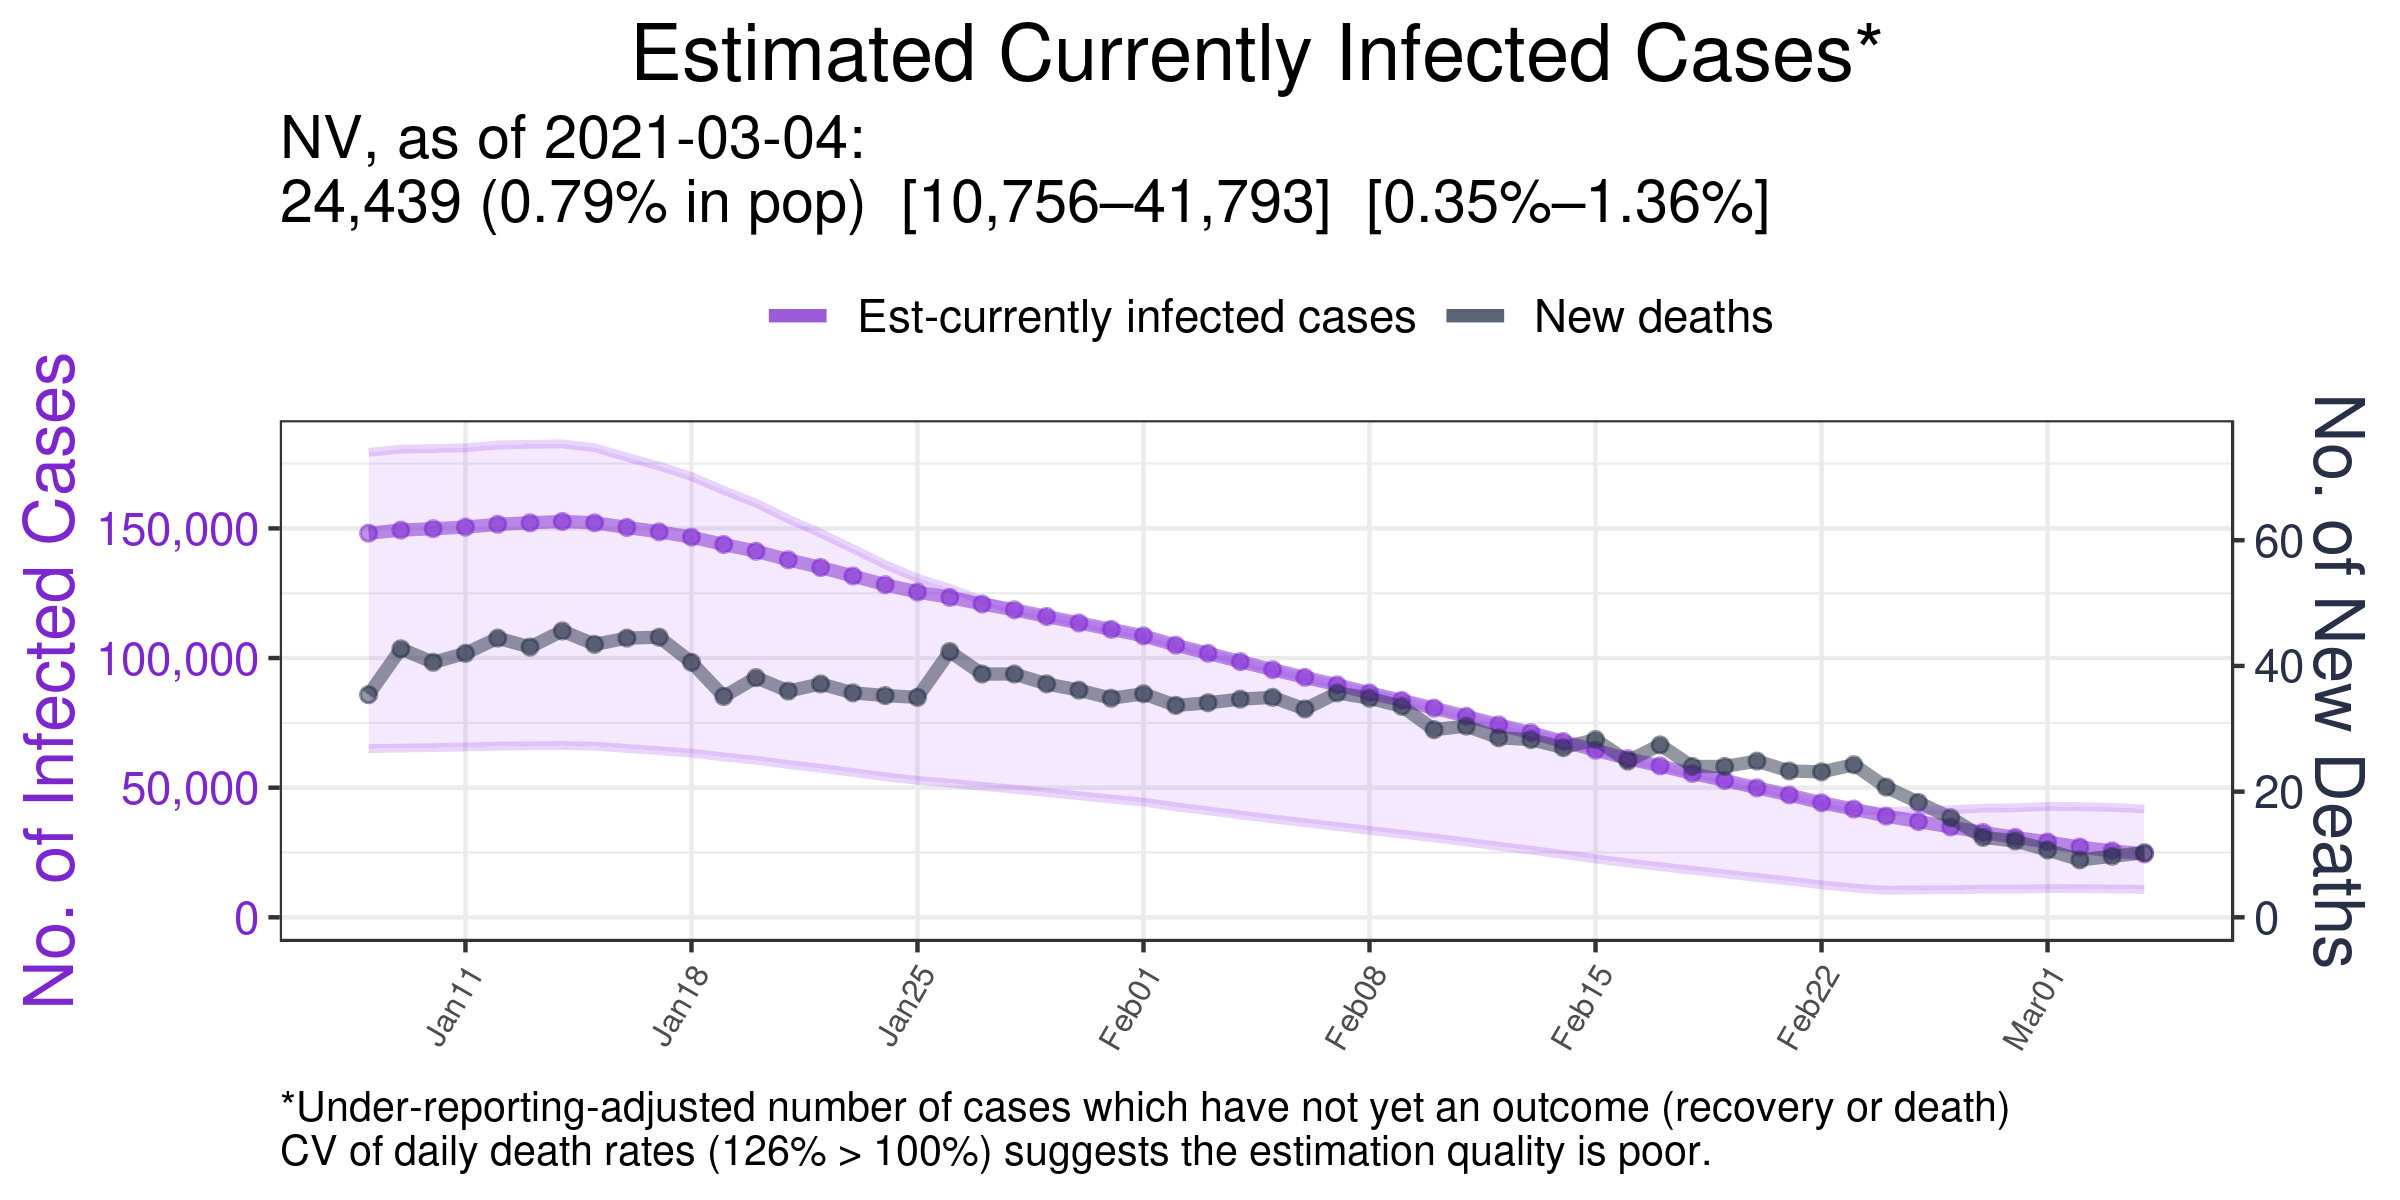 Estimated Currently Infected Cases*
NV, as of 2021-03-04:
24,439 (0.79% in pop)  [10,756–41,793]  [0.35%–1.36%]
Est-currently infected cases
New deaths
No. of Infected Cases
150,000
100,000
50,000
0
60
40
20
0
No. of New Deaths
Jan11
Jan18
Jan25
Feb01
Feb08
Feb15
Feb22
Mar01
*Under-reporting-adjusted number of cases which have not yet an outcome (recovery or death)
CV of daily death rates (126% > 100%) suggests the estimation quality is poor.